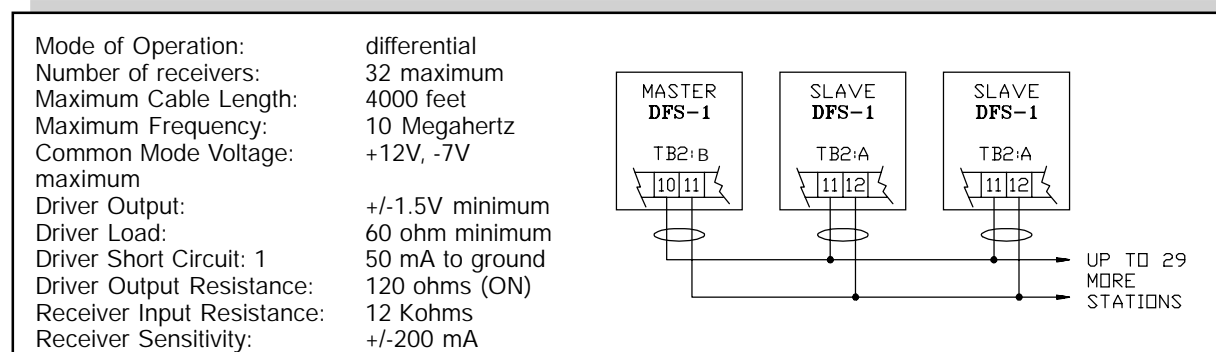 Mode of Operation: differential
Number of receivers: 32 maximum
Maximum Cable Length: 4000 feet
Maximum Frequency: 10 Megahertz
Common Mode Voltage: +12V, -7V
maximum
Driver Output: +/-1.5V minimum
Driver Load: 60 ohm minimum
Driver Short Circuit: 1 50 mA to ground
Driver Output Resistance: 120 ohms (ON)
Receiver Input Resistance: 12 Kohms
Receiver Sensitivity: +/-200 mA
MASTER
DFS-1
TB2:B
10 11
SLAVE
DFS-1
TB2:A
11 12
SLAVE
DFS-1
TB2:A
11 12
UP TO 29
MORE
STATIONS